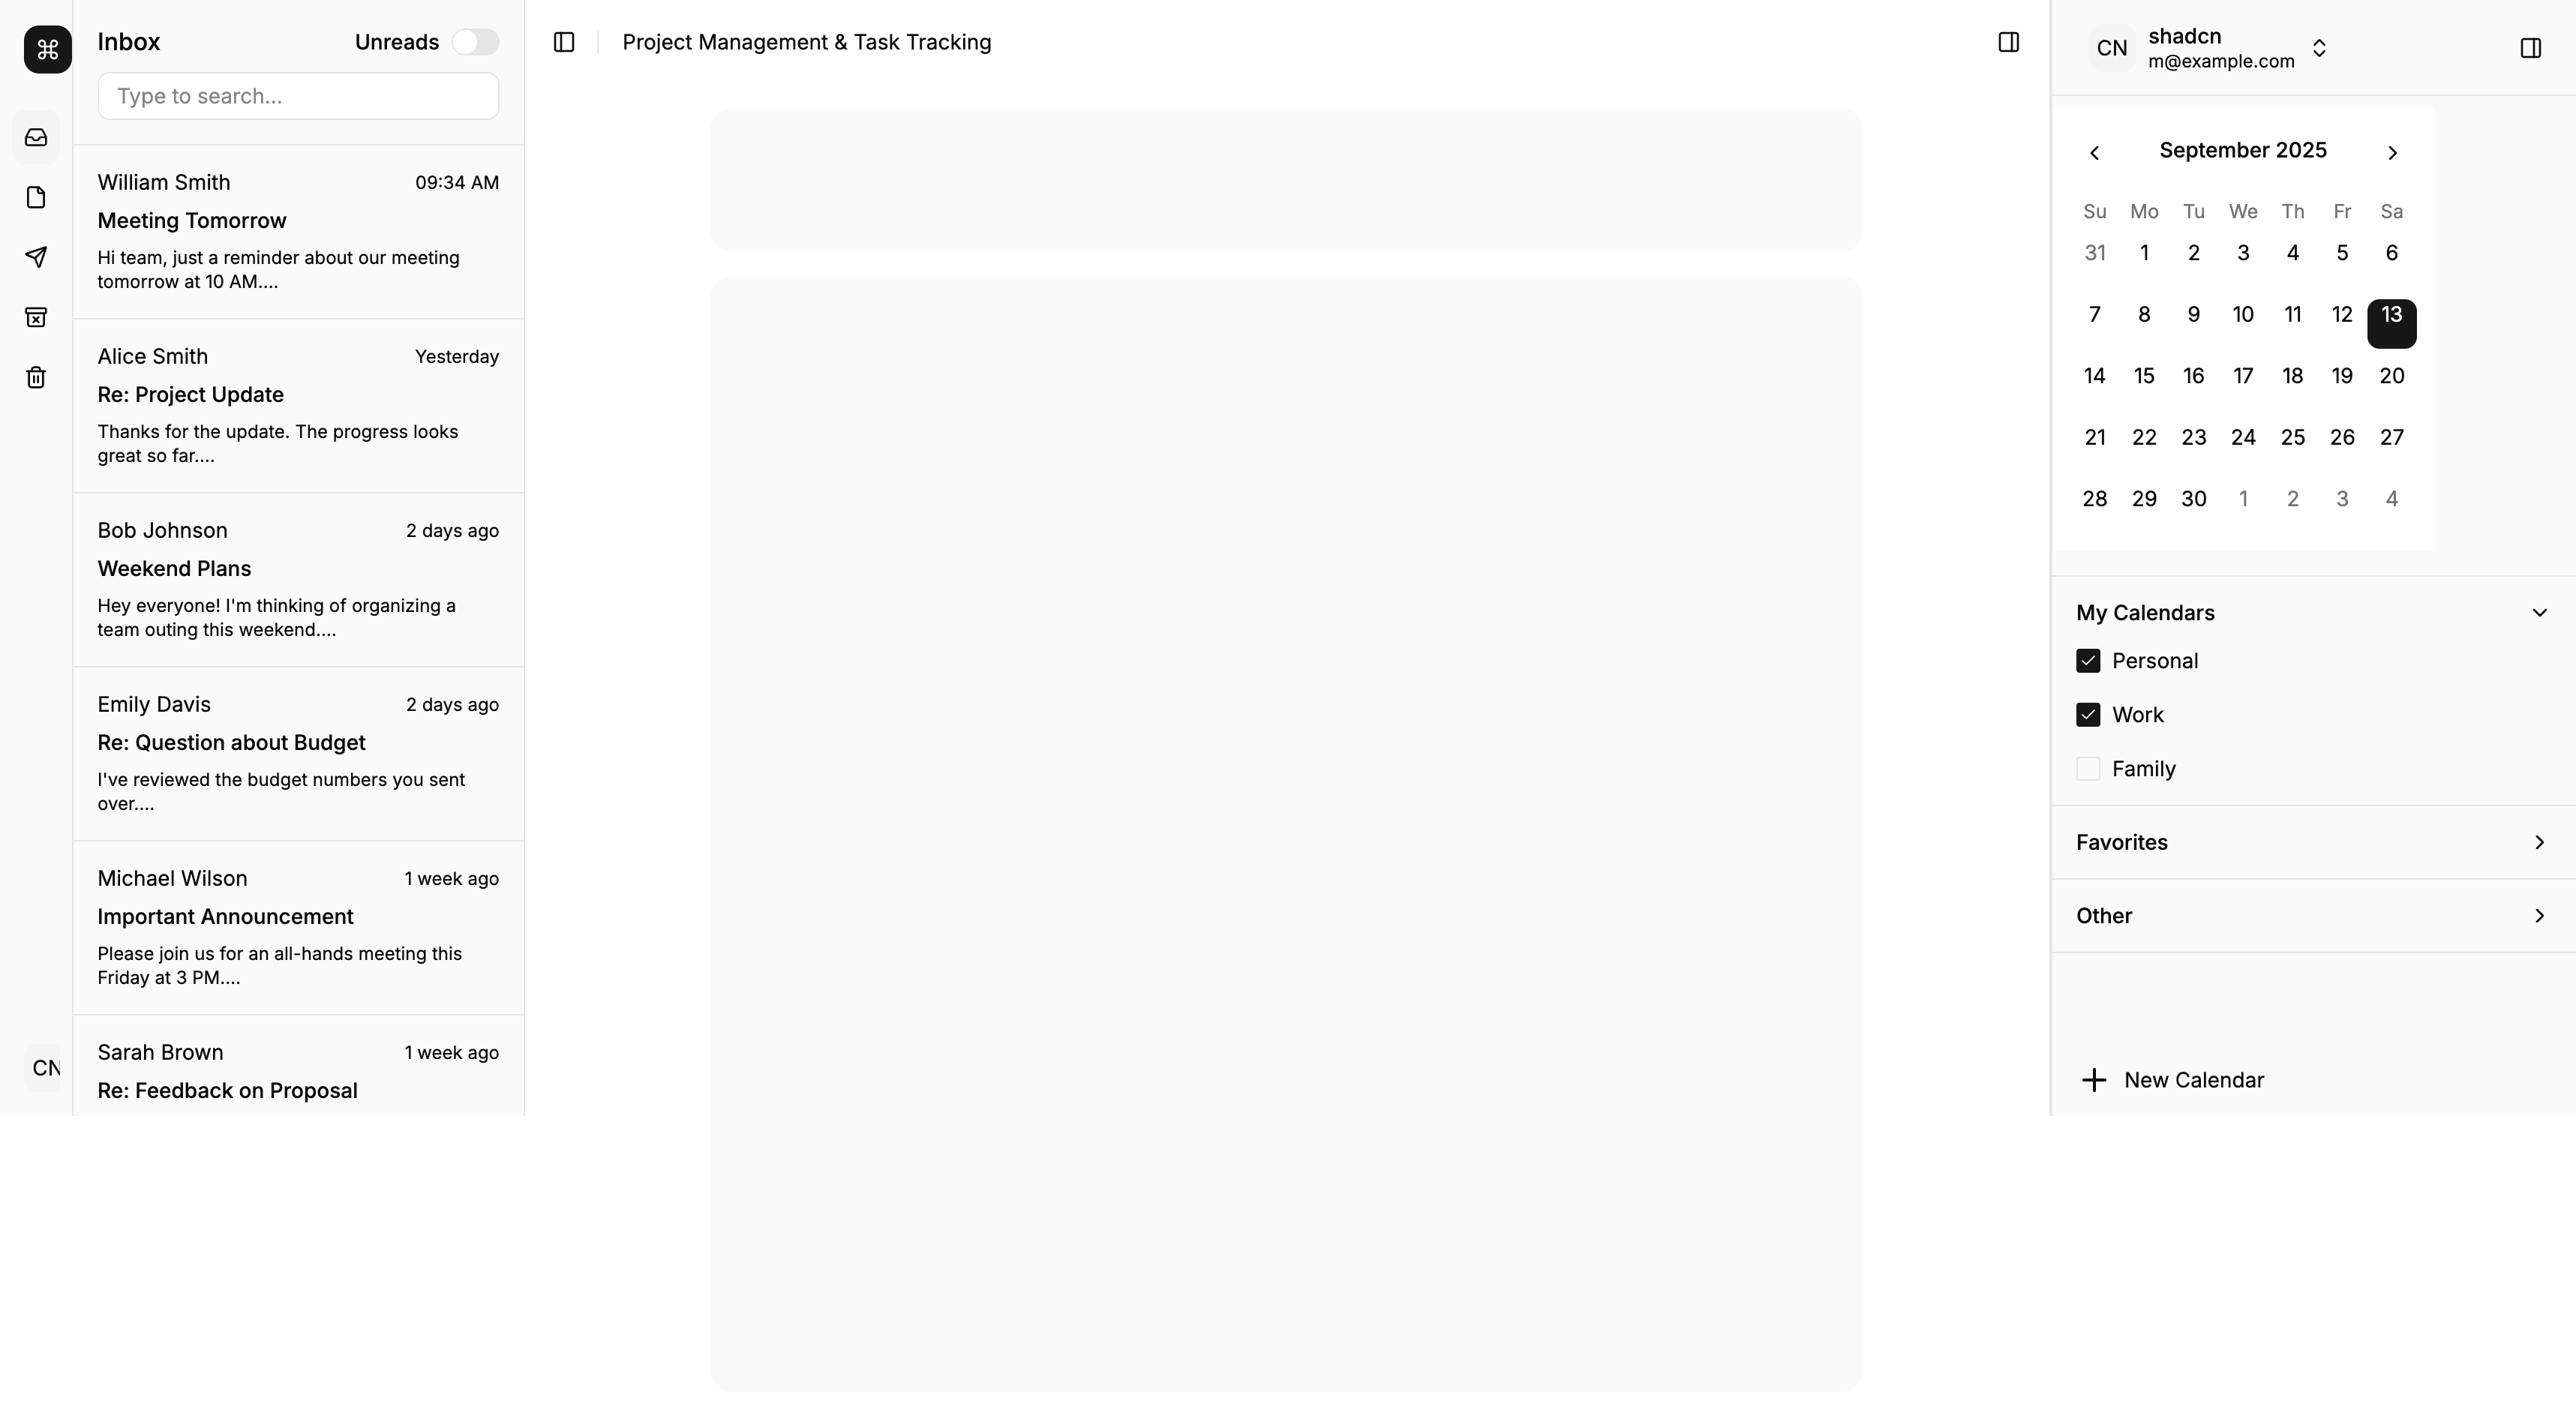 Inbox
Unreads
Type to search...
William Smith
09:34 AM
Meeting Tomorrow
Hi team, just a reminder about our meeting
tomorrow at 10 AM....
Alice Smith
Yesterday
Re: Project Update
Thanks for the update. The progress looks
great so far....
Bob Johnson
2 days ago
Weekend Plans
Hey everyone! I'm thinking of organizing a
team outing this weekend....
Emily Davis
2 days ago
Re: Question about Budget
I've reviewed the budget numbers you sent
over....
Michael Wilson
1 week ago
Important Announcement
Please join us for an all-hands meeting this
Friday at 3 PM....
Sarah Brown
1 week ago
Re: Feedback on Proposal
CN
Project Management & Task Tracking
CN
shadcn
m@example.com
September 2025
Su Mo Tu We Th Fr Sa
31 1 2 3 4 5 6
7 8 9 10 11 12 13
14 15 16 17 18 19 20
21 22 23 24 25 26 27
28 29 30 1 2 3 4
My Calendars
Personal
Work
Family
Favorites
Other
New Calendar